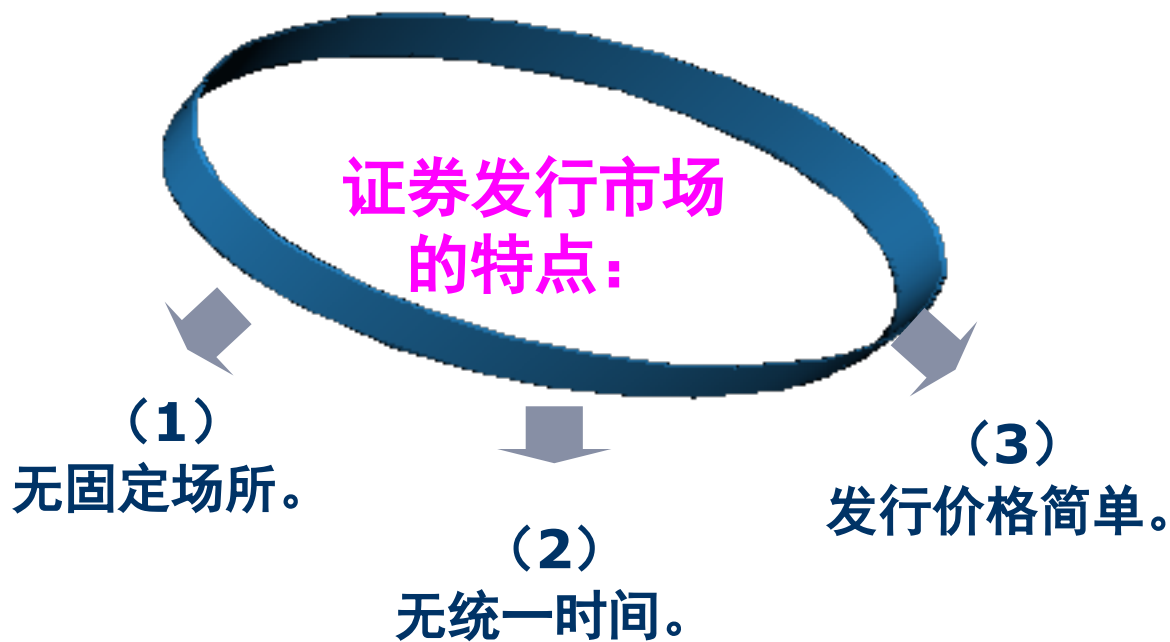 证券发行市场
的特点：
（1）
无固定场所。
（2）
无统一时间。
（3）
发行价格简单。